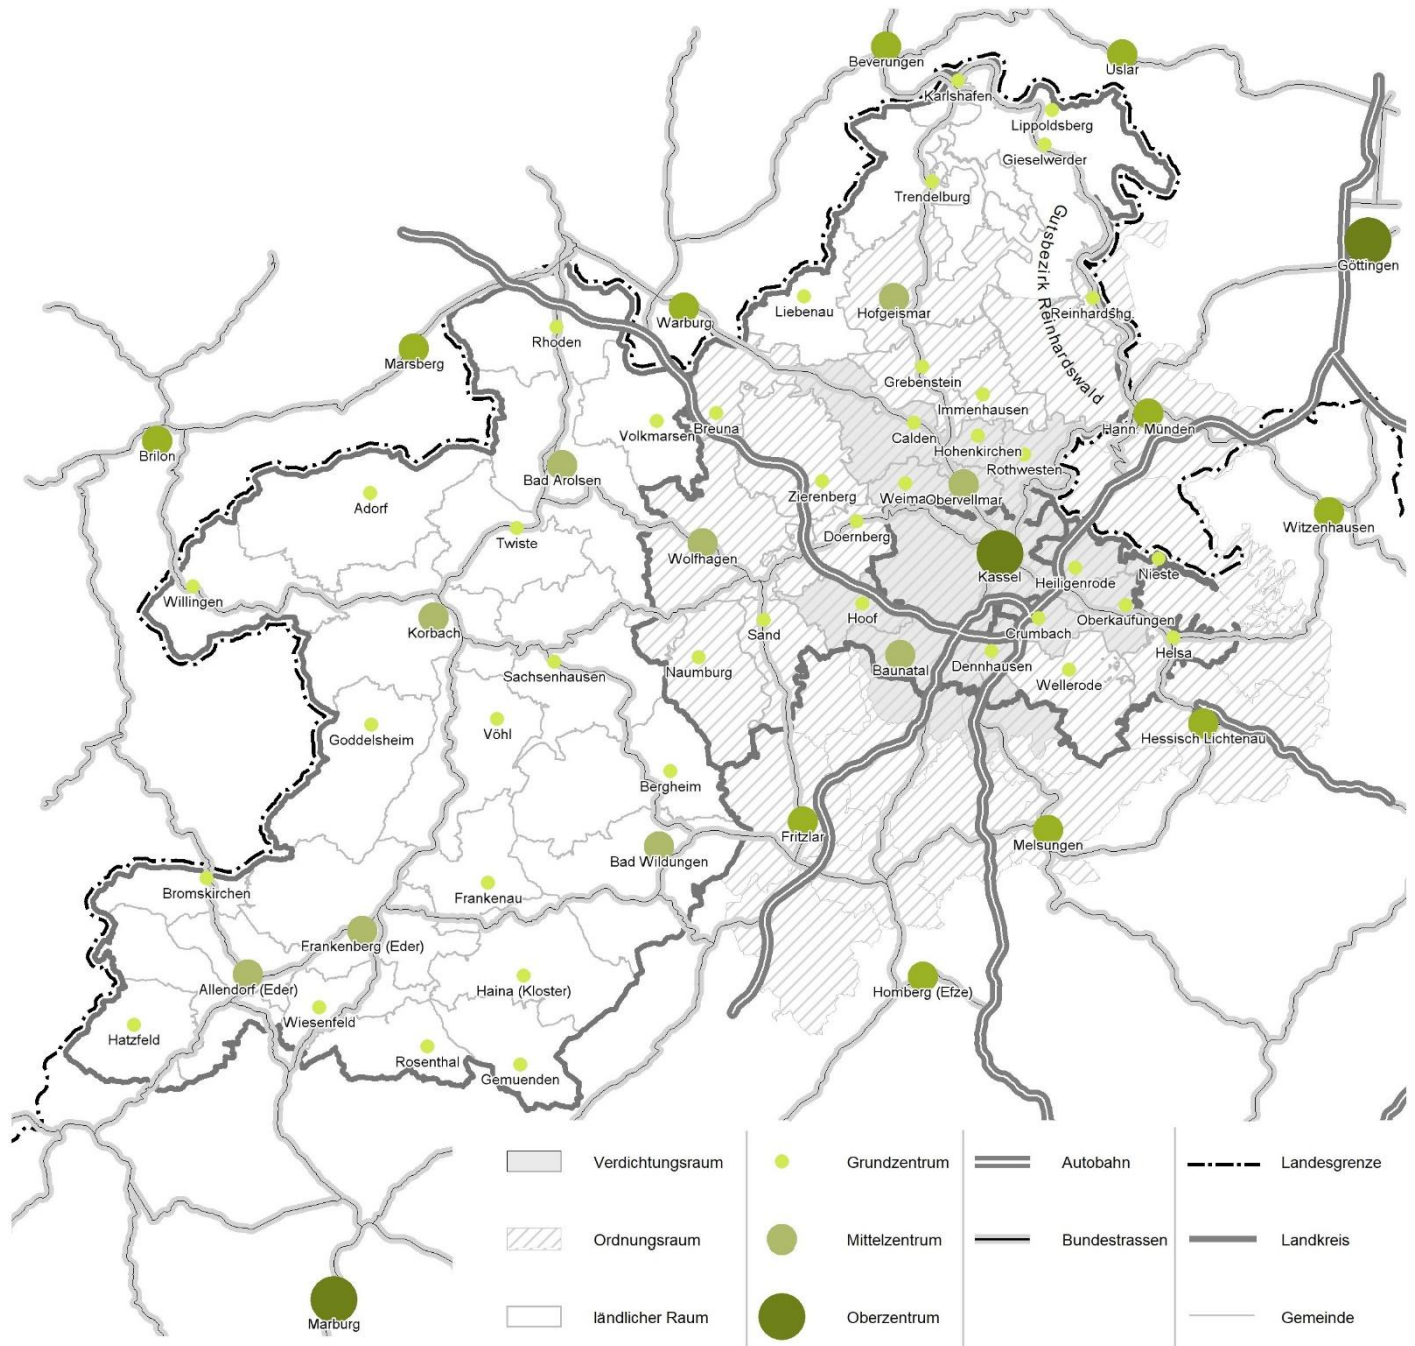 Beverungen
Uslar
Karlshafen
Lippoldsberg
Gieselwerder
Trendelburg
Gutsbezirk Reinhardswald
Göttingen
Liebenau
Hofgeismar
Reinhardshg.
Warburg
Rhoden
Marsberg
Grebenstein
Immenhausen
Volkmarsen
Breuna
Calden
Hann. Münden
Hohenkirchen
Brilon
Rothwesten
Bad Arolsen
Zierenberg
Weimar
Obervellmar
Adorf
Witzenhausen
Twiste
Doernberg
Wolfhagen
Kassel
Heiligenrode
Nieste
Willingen
Korbach
Sand
Hoof
Crumbach
Oberkaufungen
Helsa
Sachsenhausen
Naumburg
Baunatal
Dennhausen
Wellerode
Goddelsheim
Vöhl
Hessisch Lichtenau
Bergheim
Fritzlar
Melsungen
Bad Wildungen
Bromskirchen
Frankenau
Frankenberg (Eder)
Allendorf (Eder)
Haina (Kloster)
Homberg (Efze)
Wiesenfeld
Hatzfeld
Rosenthal
Gemuenden
Marburg
Verdichtungsraum
Grundzentrum
Autobahn
Landesgrenze
Ordnungsraum
Mittelzentrum
Bundestrassen
Landkreis
ländlicher Raum
Oberzentrum
Gemeinde